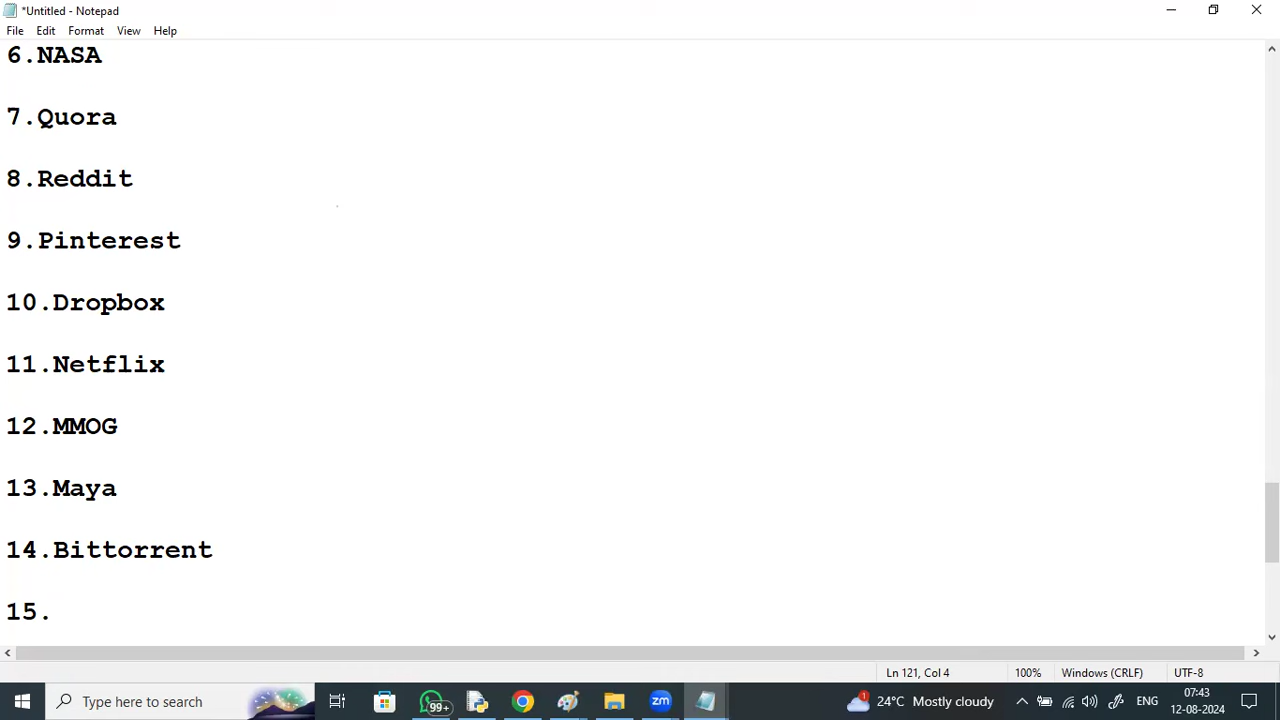 *Untitled - Notepad
File Edit Format View Help
6.NASA
7.Quora
8.Reddit
9.Pinterest
10.Dropbox
11.Netflix
12.MMOG
13.Maya
14.Bittorrent
15.
Ln 121, Col 4 100% Windows (CRLF) UTF-8
Type here to search 99+ zm 1 24°C Mostly cloudy ENG 07:43
12-08-2024